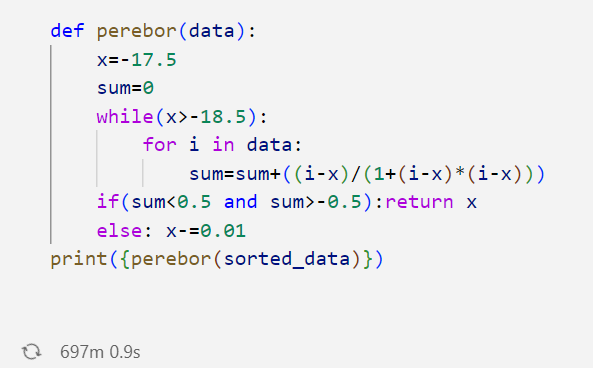 def perebor(data):
    x=-17.5
    sum=0
    while(x>-18.5):
        for i in data:
            sum=sum+((i-x)/(1+(i-x)*(i-x)))
    if(sum<0.5 and sum>-0.5):return x
    else: x-=0.01
print({perebor(sorted_data)})
697m 0.9s